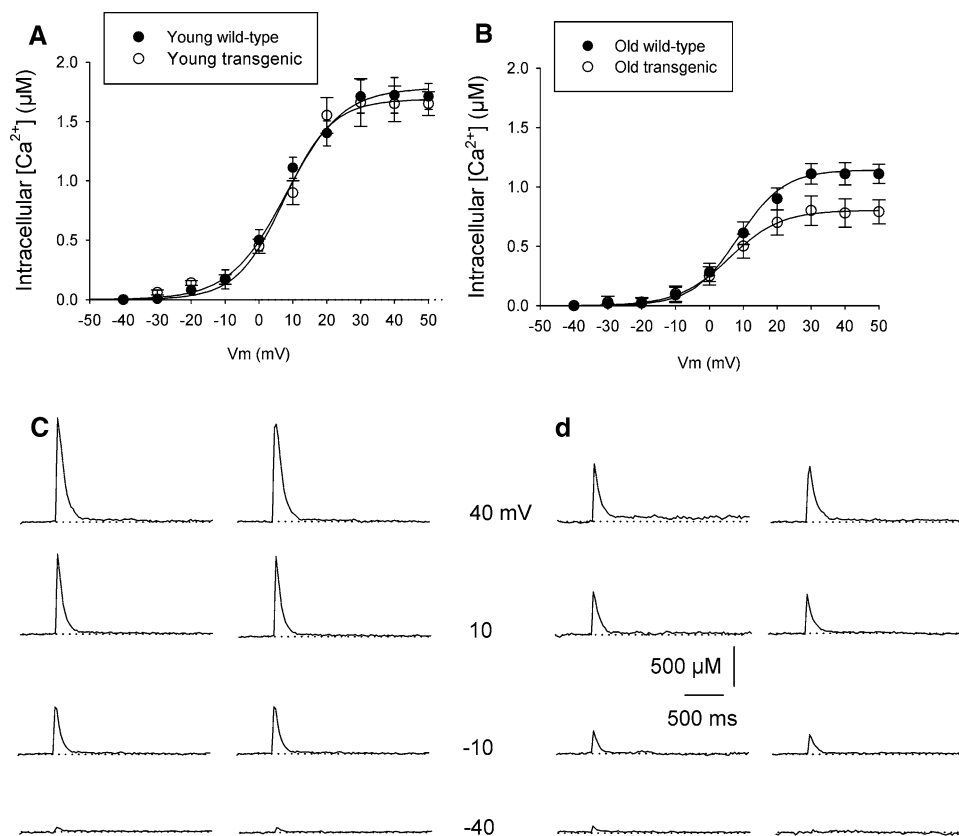 A
Young wild-type
Young transgenic
Intracellular [Ca2+] (μM)
2.0
1.5
1.0
0.5
0.0
-50 -40 -30 -20 -10 0 10 20 30 40 50
Vm (mV)
B
Old wild-type
Old transgenic
Intracellular [Ca2+] (μM)
2.0
1.5
1.0
0.5
0.0
-50 -40 -30 -20 -10 0 10 20 30 40 50
Vm (mV)
C
d
40 mV
10
500 μM
500 ms
-10
-40